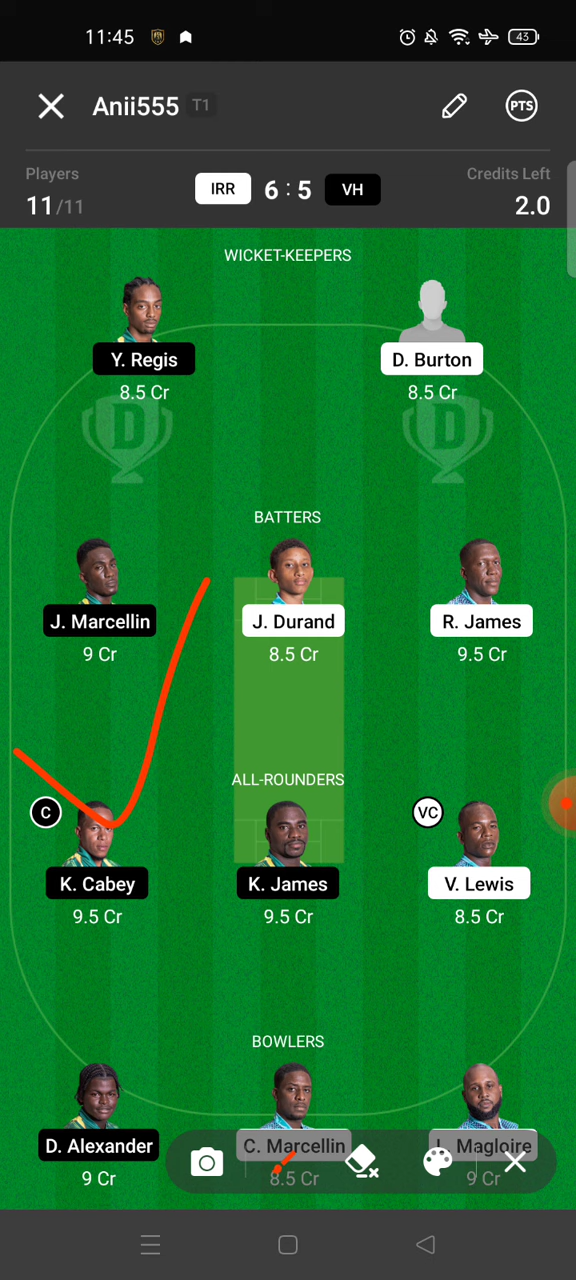 11:45
43
Anii555 T1
PTS
Players
Credits Left
11/11
IRR 6 : 5 VH
2.0
WICKET-KEEPERS
Y. Regis
D. Burton
8.5 Cr
8.5 Cr
D
D
BATTERS
J. Marcellin
J. Durand
R. James
9 Cr
8.5 Cr
9.5 Cr
ALL-ROUNDERS
C
VC
K. Cabey
K. James
V. Lewis
9.5 Cr
9.5 Cr
8.5 Cr
BOWLERS
D. Alexander
C. Marcellin
L. Magloire
9 Cr
8.5 Cr
9 Cr